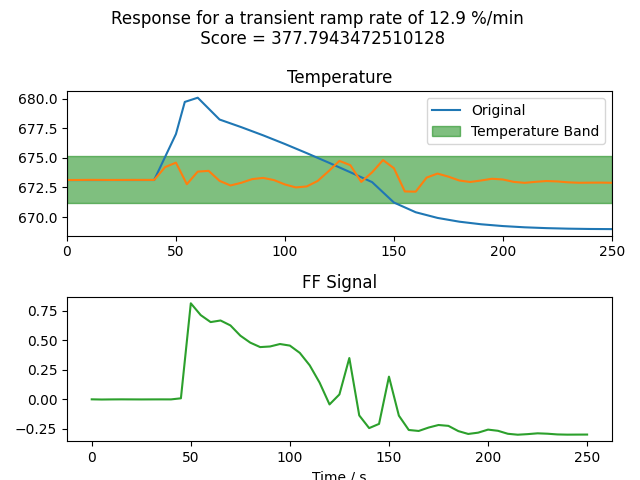 Response for a transient ramp rate of 12.9 %/min
Score = 377.7943472510128
Temperature
680.0
677.5
675.0
672.5
670.0
Original
Temperature Band
0 50 100 150 200 250
FF Signal
0.75
0.50
0.25
0.00
−0.25
0 50 100 150 200 250
Time / s